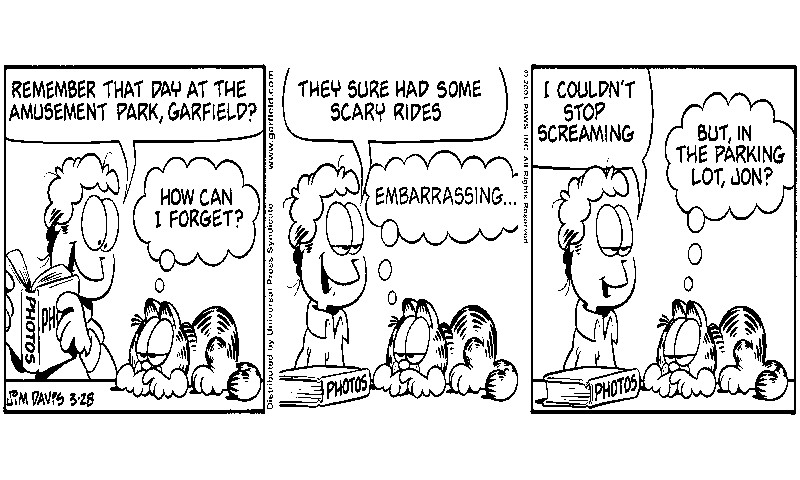 REMEMBER THAT DAY AT THE
AMUSEMENT PARK, GARFIELD?
HOW CAN
I FORGET?
PHOTOS
PH
JIM DAVIS 3-28
www.garfield.com
Distributed by Universal Press Syndicate
THEY SURE HAD SOME
SCARY RIDES
EMBARRASSING...
PHOTOS
© 2001 PAWS, INC. All Rights Reserved
I COULDN'T
STOP
SCREAMING
BUT, IN
THE PARKING
LOT, JON?
PHOTOS